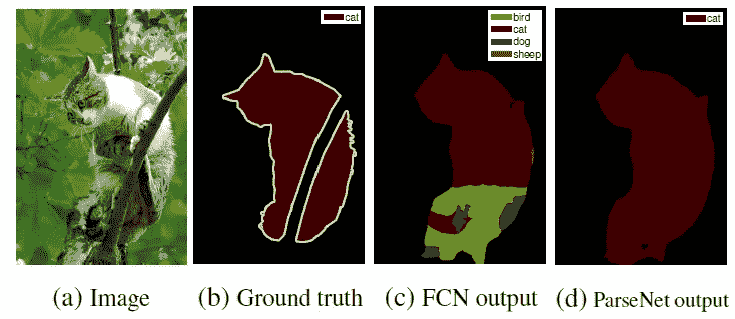 cat
bird
cat
dog
sheep
cat
(a) Image
(b) Ground truth
(c) FCN output
(d) ParseNet output